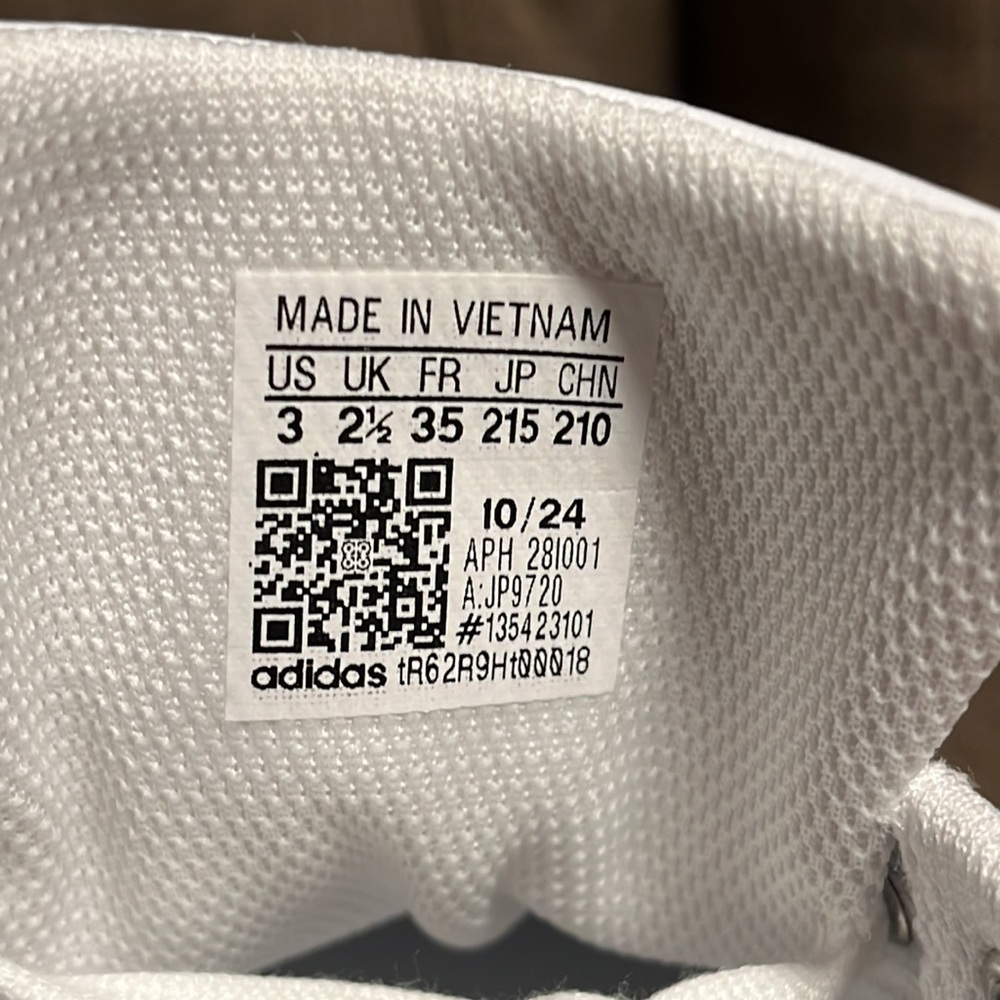 MADE IN VIETNAM
US UK FR JP CHN
3 2½ 35 215 210
10/24
APH 28I001
A:JP9720
#135423101
adidas tR62R9Ht00018